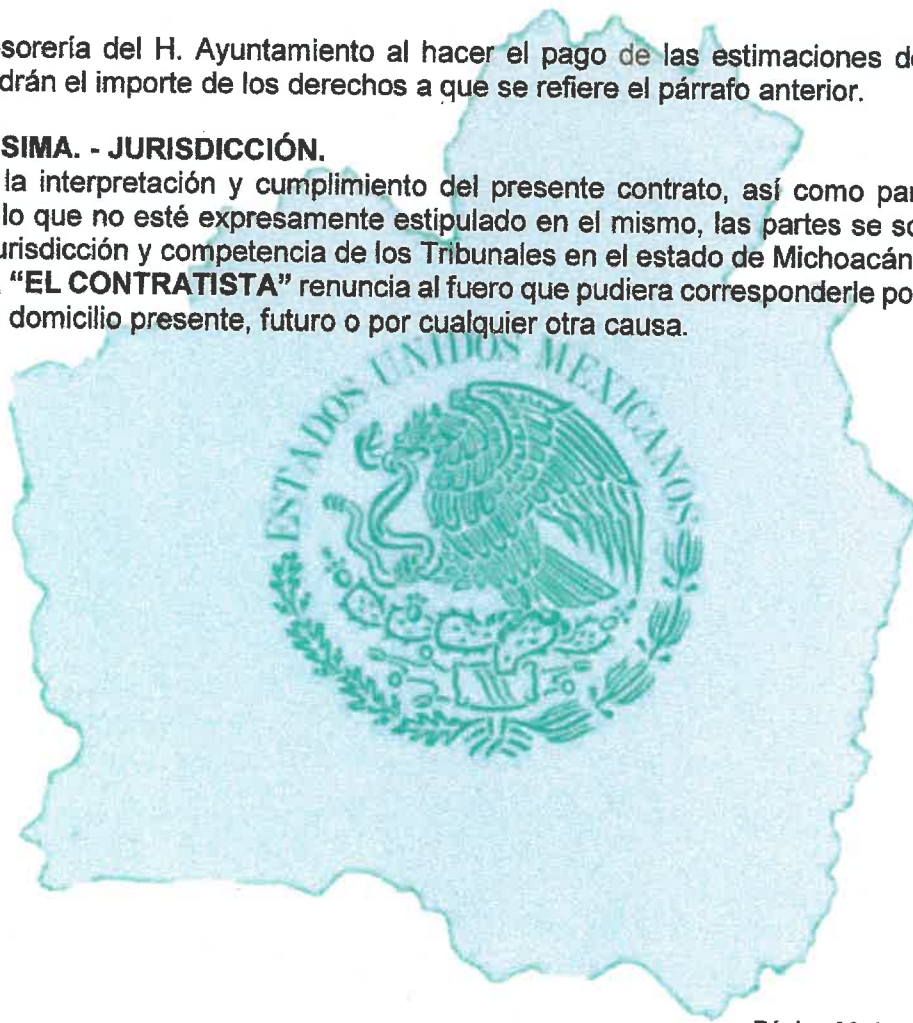 sorería del H. Ayuntamiento al hacer el pago de las estimaciones de
drán el importe de los derechos a que se refiere el párrafo anterior.
SIMA. - JURISDICCIÓN.
la interpretación y cumplimiento del presente contrato, así como par
lo que no esté expresamente estipulado en el mismo, las partes se so
urisdicción y competencia de los Tribunales en el estado de Michoacán
"EL CONTRATISTA" renuncia al fuero que pudiera corresponderle po
domicilio presente, futuro o por cualquier otra causa.
ESTADOS UNIDOS MEXICANOS